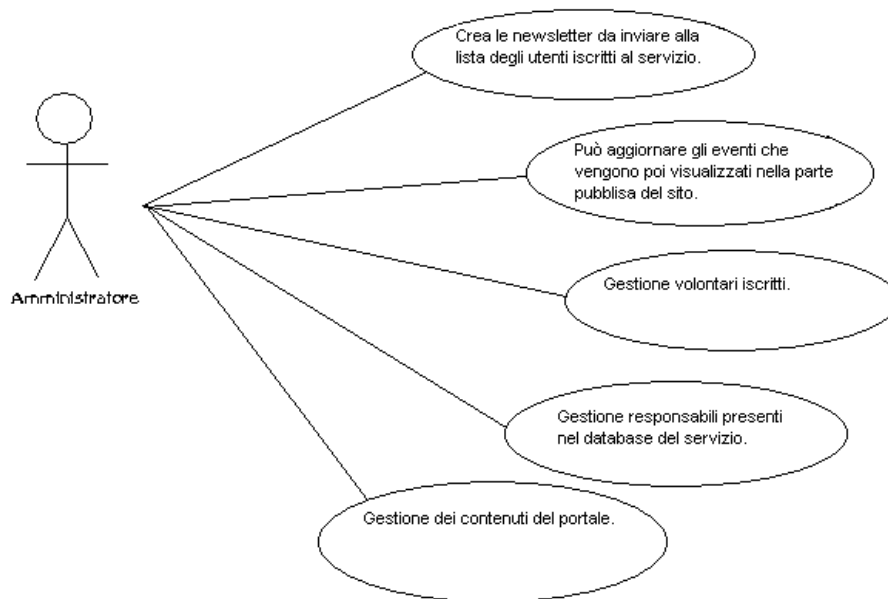 Crea le newsletter da inviare alla
lista degli utenti iscritti al servizio.
Può aggiornare gli eventi che
vengono poi visualizzati nella parte
pubblisa del sito.
Gestione volontari iscritti.
Amministratore
Gestione responsabili presenti
nel database del servizio.
Gestione dei contenuti del portale.